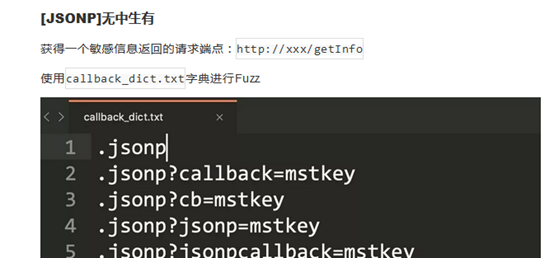 [JSONP]无中生有
获得一个敏感信息返回的请求端点：http://xxx/getInfo
使用callback_dict.txt字典进行Fuzz
callback_dict.txt ×
1 .jsonp
2 .jsonp?callback=mstkey
3 .jsonp?cb=mstkey
4 .jsonp?jsonp=mstkey
5 .jsonp?jsonpcallback=mstkey